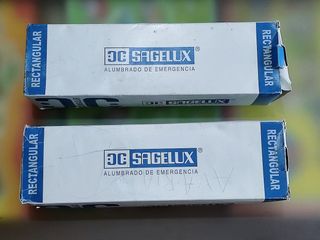 RECTANGULAR
SAGELUX®
ALUMBRADO DE EMERGENCIA
RECTANGULAR
SAGELUX
RECTANGULAR
SAGELUX®
ALUMBRADO DE EMERGENCIA
RECTANGULAR